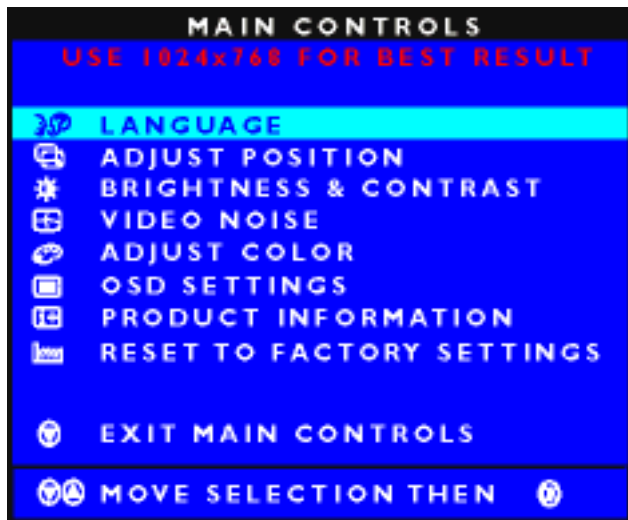 MAIN CONTROLS
USE 1024x768 FOR BEST RESULT
LANGUAGE
ADJUST POSITION
BRIGHTNESS & CONTRAST
VIDEO NOISE
ADJUST COLOR
OSD SETTINGS
PRODUCT INFORMATION
RESET TO FACTORY SETTINGS
EXIT MAIN CONTROLS
MOVE SELECTION THEN